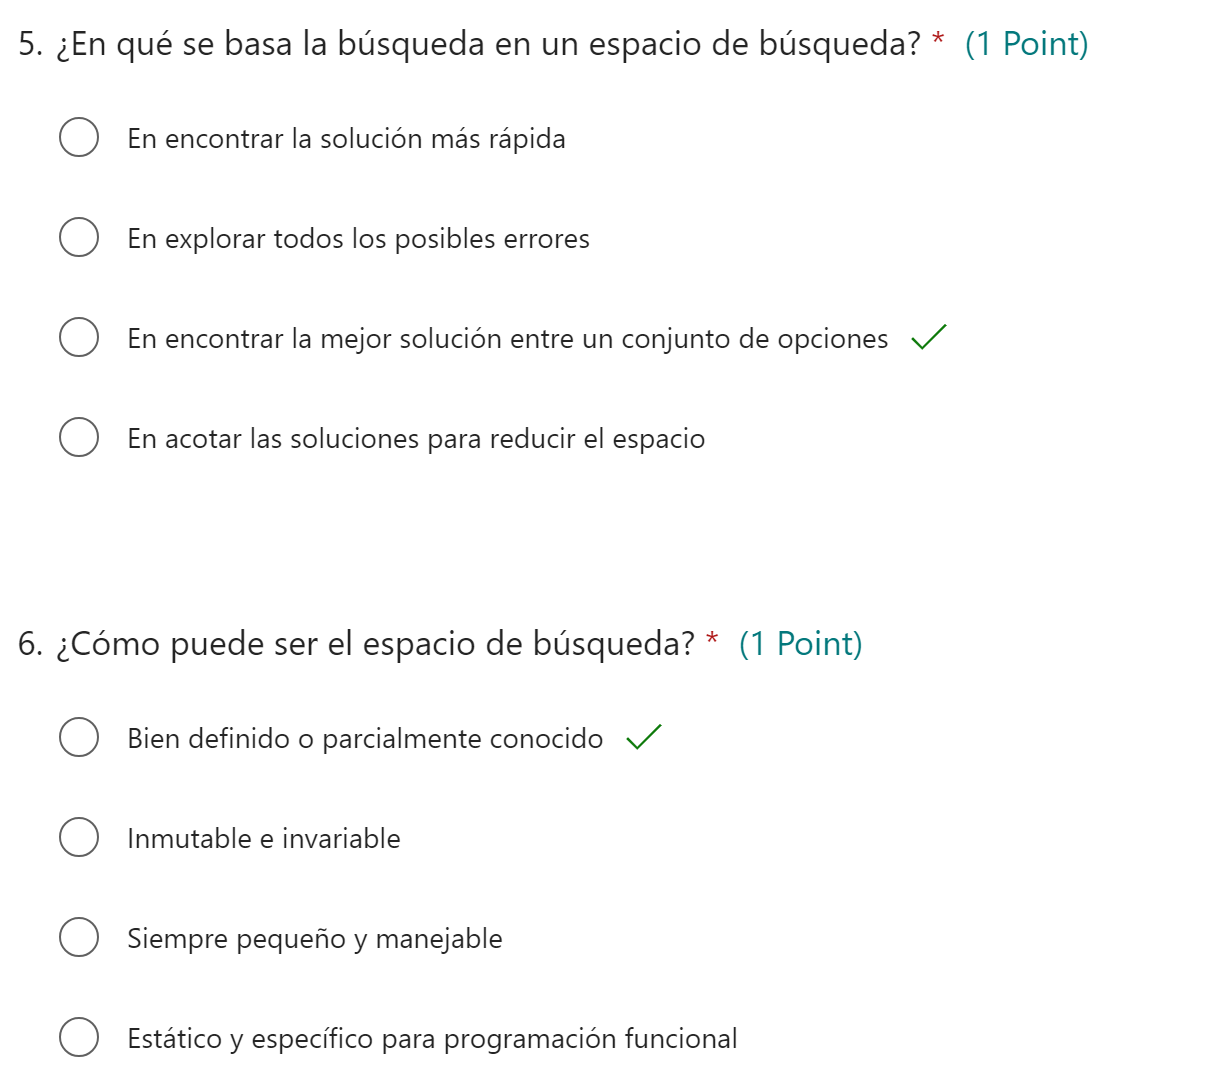 5. ¿En qué se basa la búsqueda en un espacio de búsqueda? * (1 Point)
En encontrar la solución más rápida
En explorar todos los posibles errores
En encontrar la mejor solución entre un conjunto de opciones
En acotar las soluciones para reducir el espacio
6. ¿Cómo puede ser el espacio de búsqueda? * (1 Point)
Bien definido o parcialmente conocido
Inmutable e invariable
Siempre pequeño y manejable
Estático y específico para programación funcional